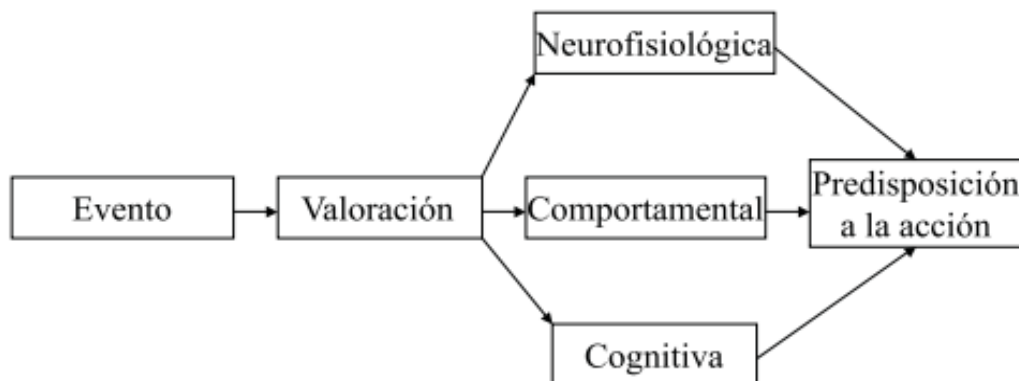 Neurofisiológica
Evento
Valoración
Comportamental
Predisposición
a la acción
Cognitiva